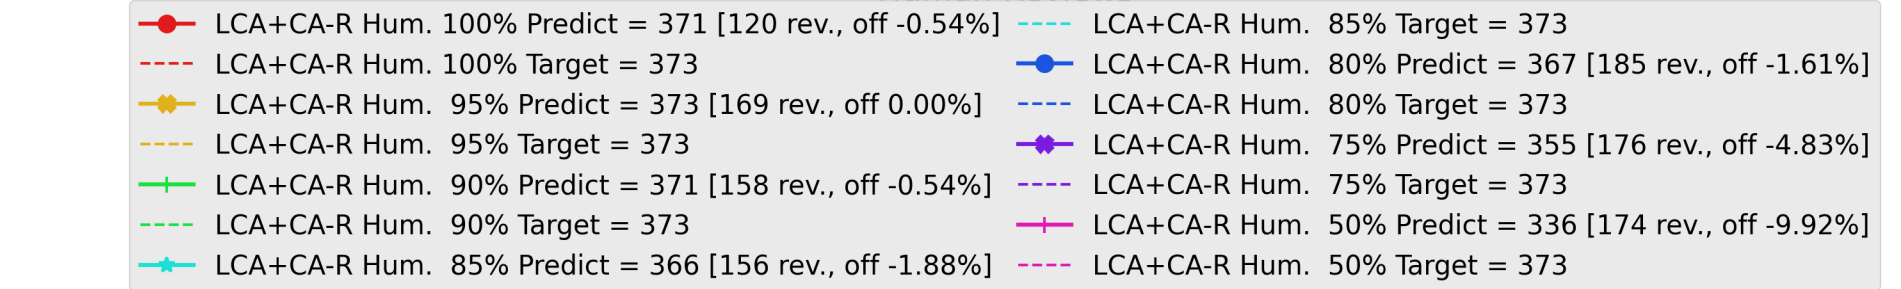 LCA+CA-R Hum. 100% Predict = 371 [120 rev., off -0.54%]
LCA+CA-R Hum. 100% Target = 373
LCA+CA-R Hum.  95% Predict = 373 [169 rev., off 0.00%]
LCA+CA-R Hum.  95% Target = 373
LCA+CA-R Hum.  90% Predict = 371 [158 rev., off -0.54%]
LCA+CA-R Hum.  90% Target = 373
LCA+CA-R Hum.  85% Predict = 366 [156 rev., off -1.88%]
LCA+CA-R Hum.  85% Target = 373
LCA+CA-R Hum.  80% Predict = 367 [185 rev., off -1.61%]
LCA+CA-R Hum.  80% Target = 373
LCA+CA-R Hum.  75% Predict = 355 [176 rev., off -4.83%]
LCA+CA-R Hum.  75% Target = 373
LCA+CA-R Hum.  50% Predict = 336 [174 rev., off -9.92%]
LCA+CA-R Hum.  50% Target = 373